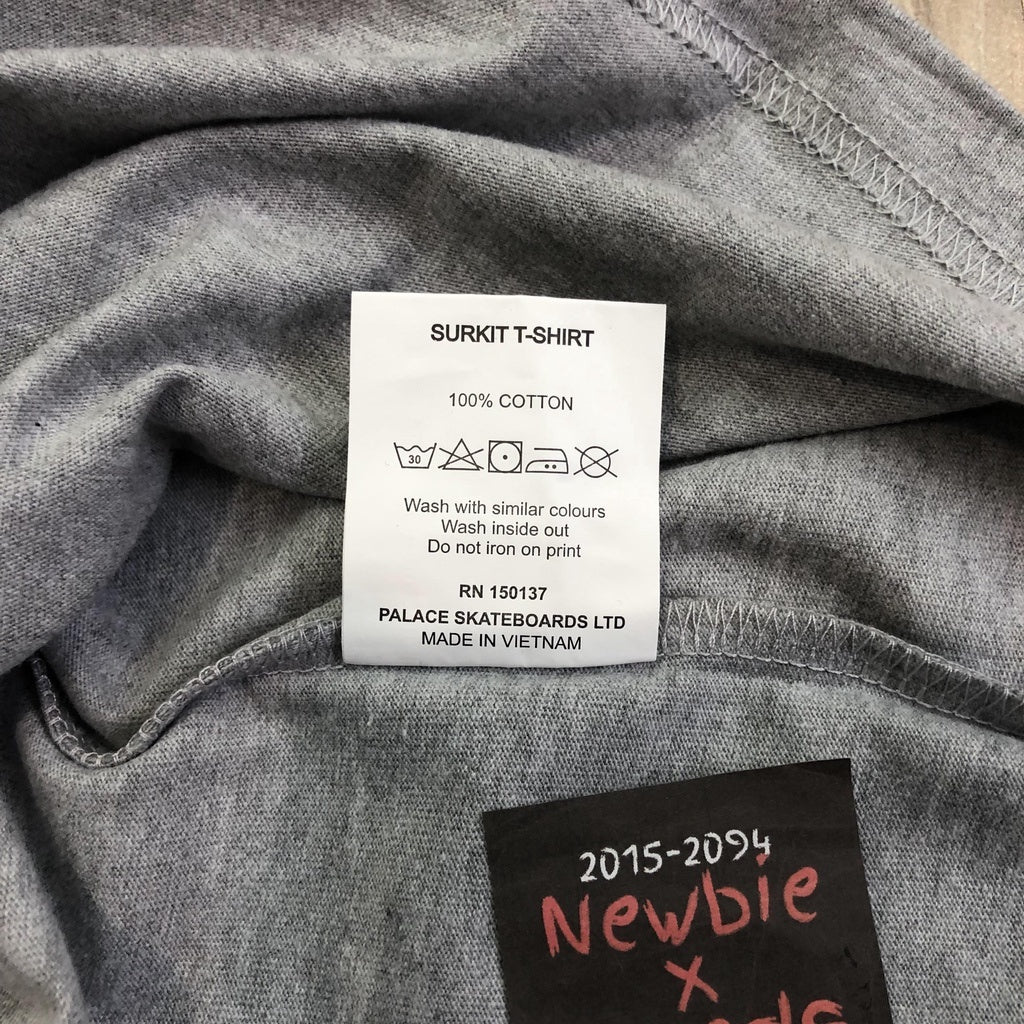 SURKIT T-SHIRT
100% COTTON
30
Wash with similar colours
Wash inside out
Do not iron on print
RN 150137
PALACE SKATEBOARDS LTD
MADE IN VIETNAM
2015-2094
Newbie
x